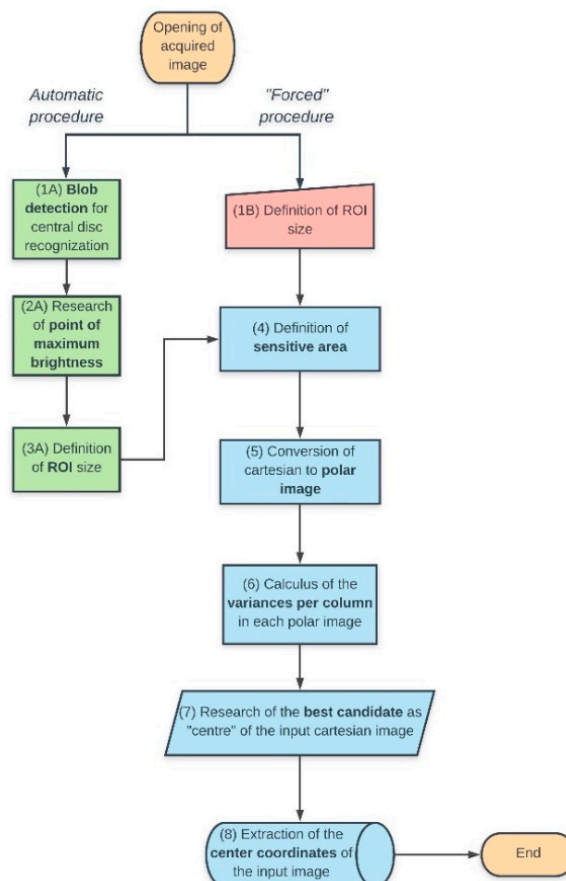 Opening of
acquired
image
Automatic
procedure
"Forced"
procedure
(1A) Blob
detection for
central disc
recognization
(1B) Definition of ROI
size
(2A) Research
of point of
maximum
brightness
(4) Definition of
sensitive area
(3A) Definition
of ROI size
(5) Conversion of
cartesian to polar
image
(6) Calculus of the
variances per column
in each polar image
(7) Research of the best candidate as
"centre" of the input cartesian image
(8) Extraction of the
center coordinates of
the input image
End